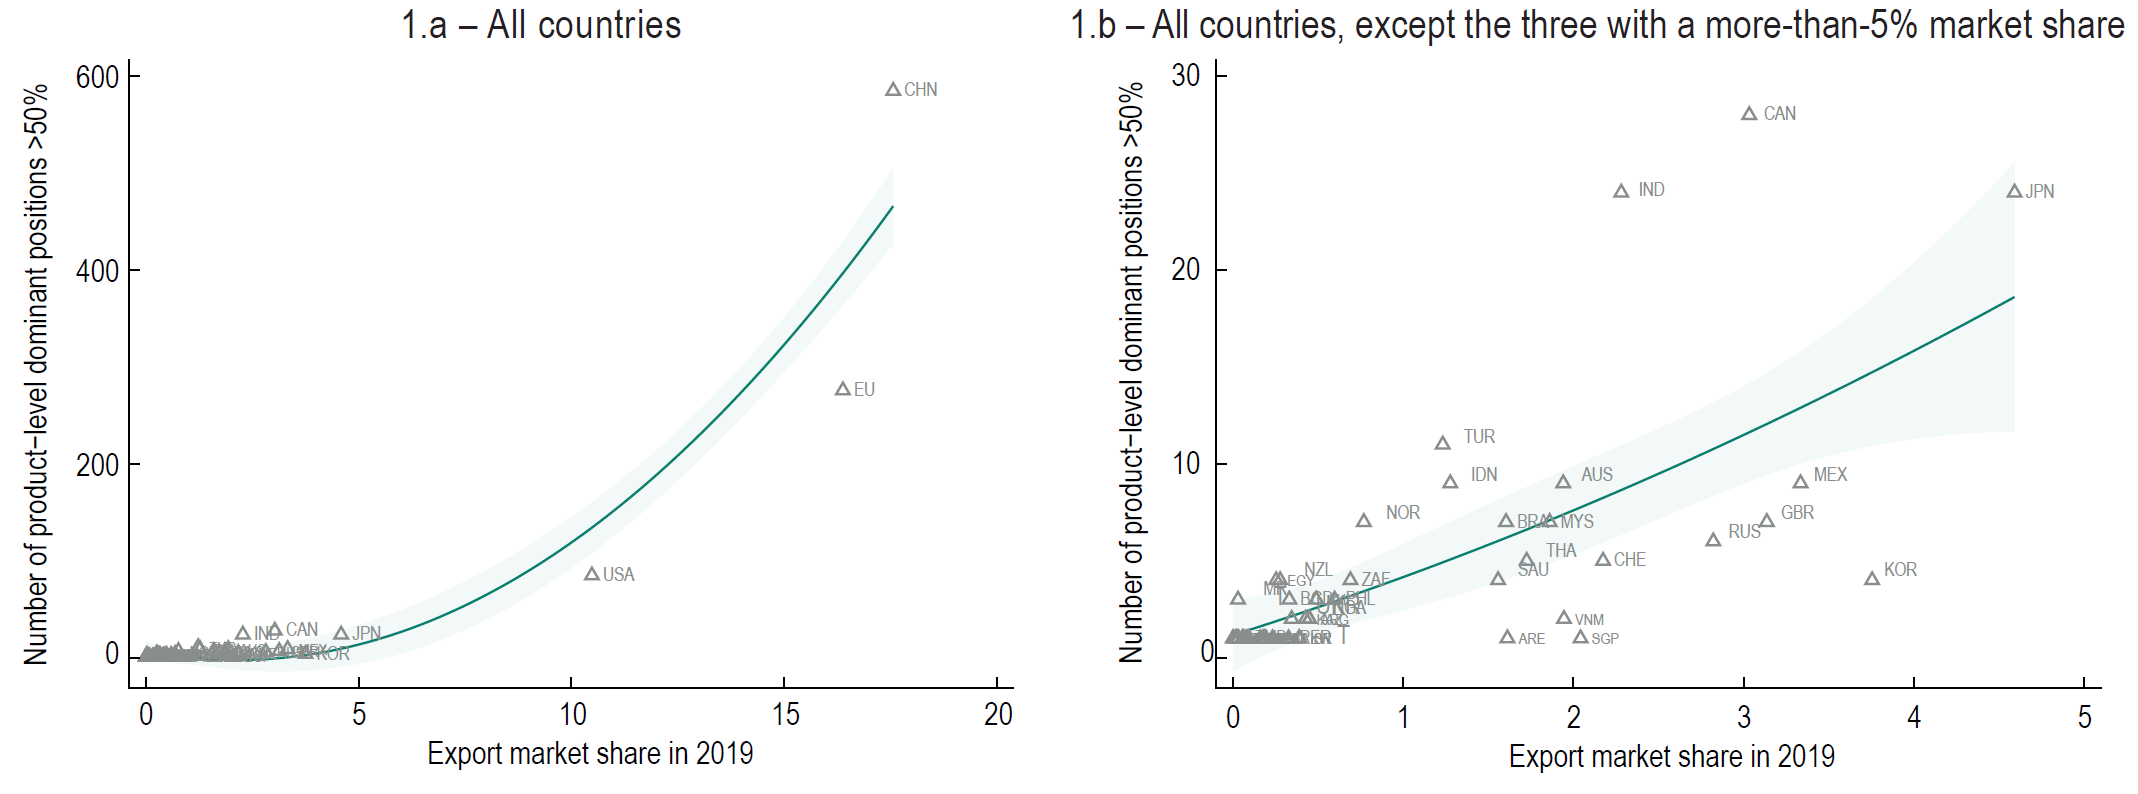 1.a – All countries
Number of product−level dominant positions >50%
600
400
200
0
CHN
EU
USA
IND
CAN
JPN
MEX
KOR
0 5 10 15 20
Export market share in 2019
1.b – All countries, except the three with a more-than-5% market share
Number of product−level dominant positions >50%
30
20
10
0
CAN
IND
JPN
TUR
IDN
AUS
MEX
NOR
BRA
MYS
GBR
RUS
THA
CHE
NZL
EGY
ZAF
SAU
KOR
PHL
VNM
ARE
SGP
0 1 2 3 4 5
Export market share in 2019